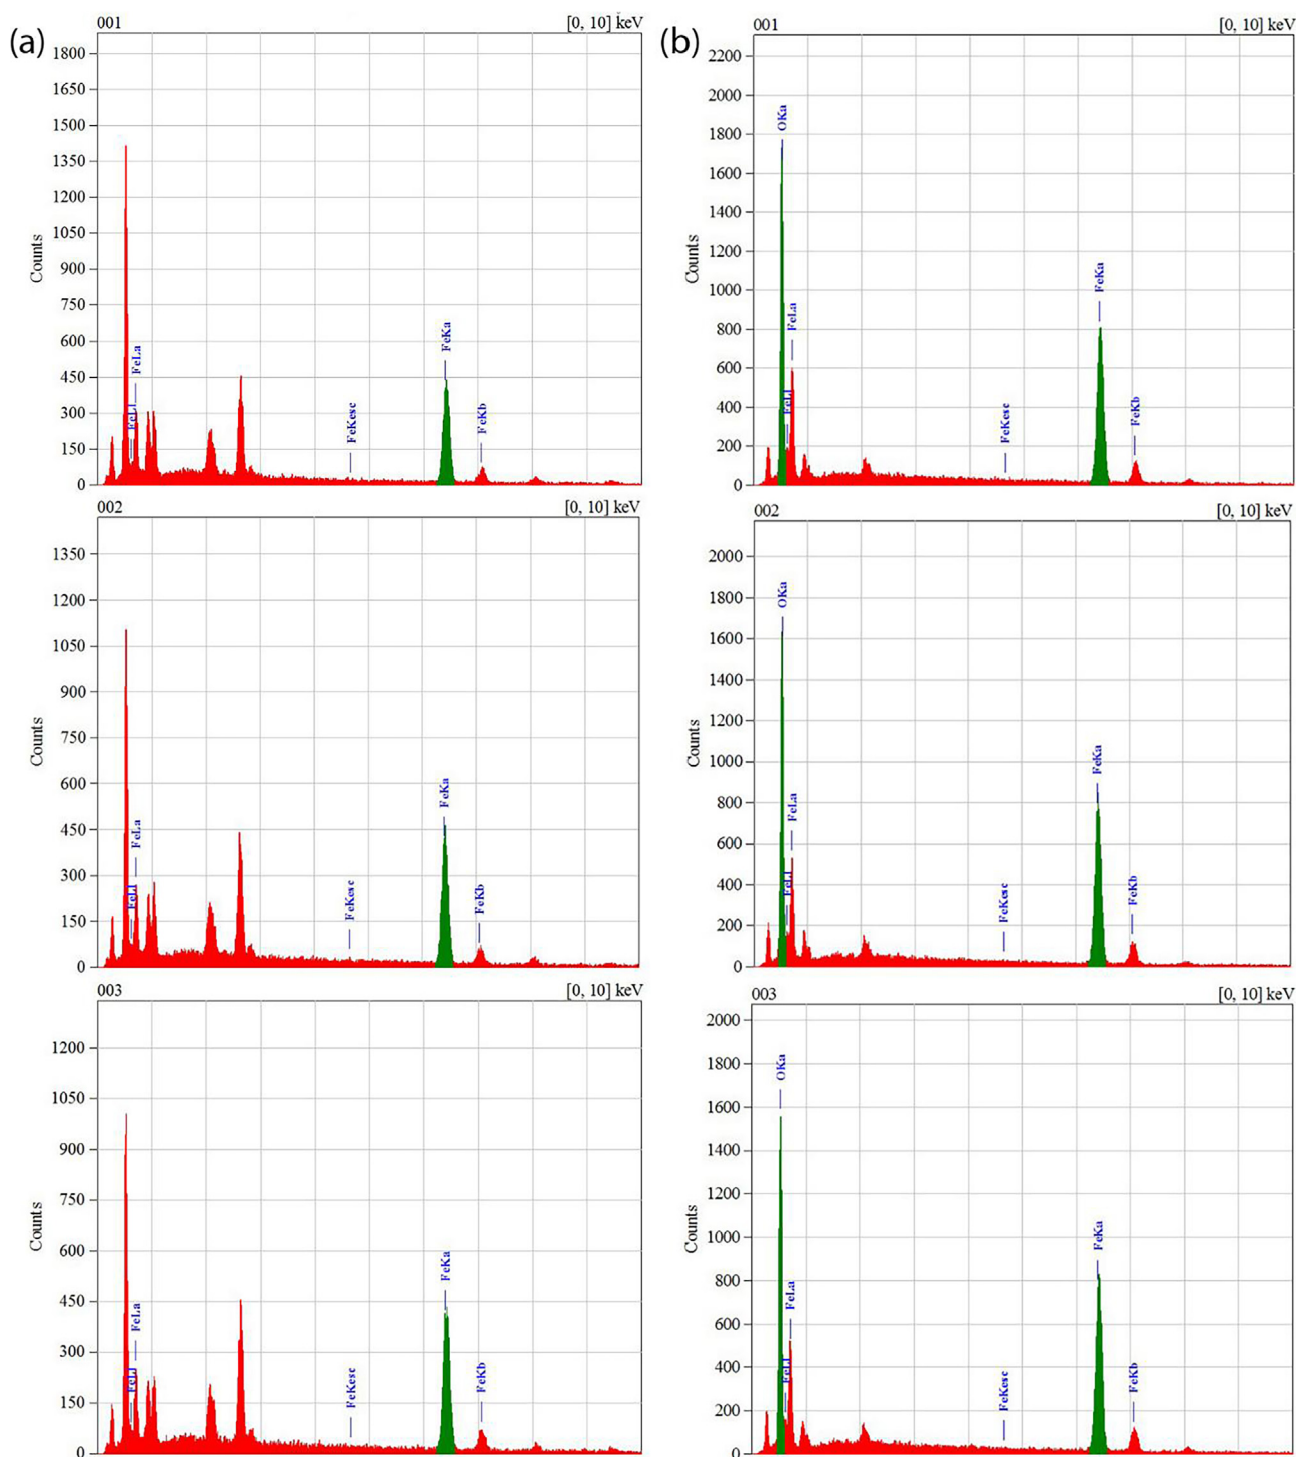 (a)
001 [0, 10] keV
1800
1650
1500
1350
1200
1050
900
750
600
450
300
150
0
Counts
FeLl
FeLa
FeKesc
FeKa
FeKb
002 [0, 10] keV
1350
1200
1050
900
750
600
450
300
150
0
Counts
FeLl
FeLa
FeKesc
FeKa
FeKb
003 [0, 10] keV
1200
1050
900
750
600
450
300
150
0
Counts
FeLl
FeLa
FeKesc
FeKa
FeKb
(b)
001 [0, 10] keV
2200
2000
1800
1600
1400
1200
1000
800
600
400
200
0
Counts
OKa
FeLl
FeLa
FeKesc
FeKa
FeKb
002 [0, 10] keV
2000
1800
1600
1400
1200
1000
800
600
400
200
0
Counts
OKa
FeLl
FeLa
FeKesc
FeKa
FeKb
003 [0, 10] keV
2000
1800
1600
1400
1200
1000
800
600
400
200
0
Counts
OKa
FeLl
FeLa
FeKesc
FeKa
FeKb